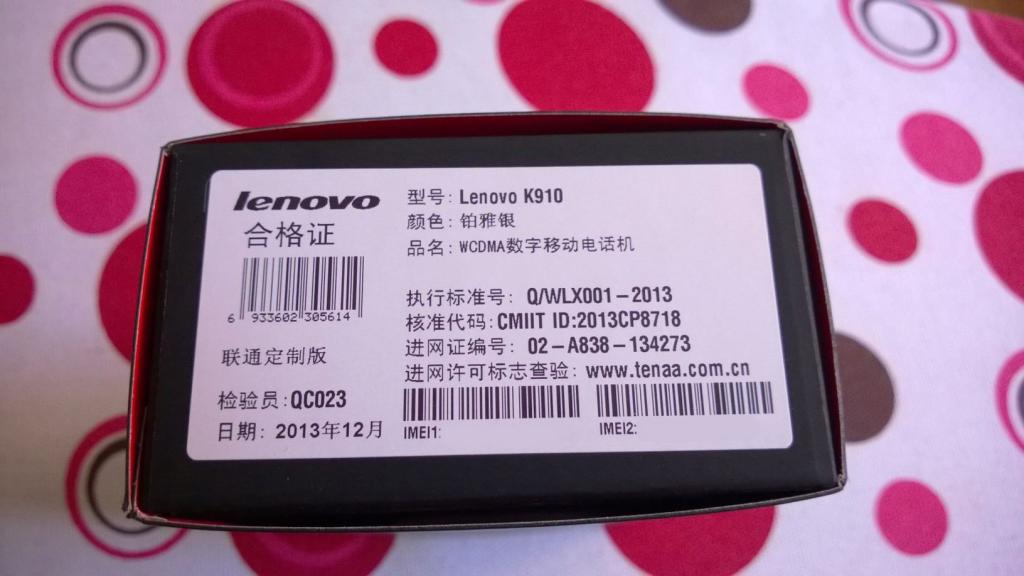 lenovo
合格证
6 933602 305614
联通定制版
检验员:QC023
日期: 2013年12月
型号: Lenovo K910
颜色: 铂雅银
品名: WCDMA数字移动电话机
执行标准号: Q/WLX001-2013
核准代码:CMIIT ID:2013CP8718
进网证编号: 02-A838-134273
进网许可标志查验: www.tenaa.com.cn
IMEI1:
IMEI2: